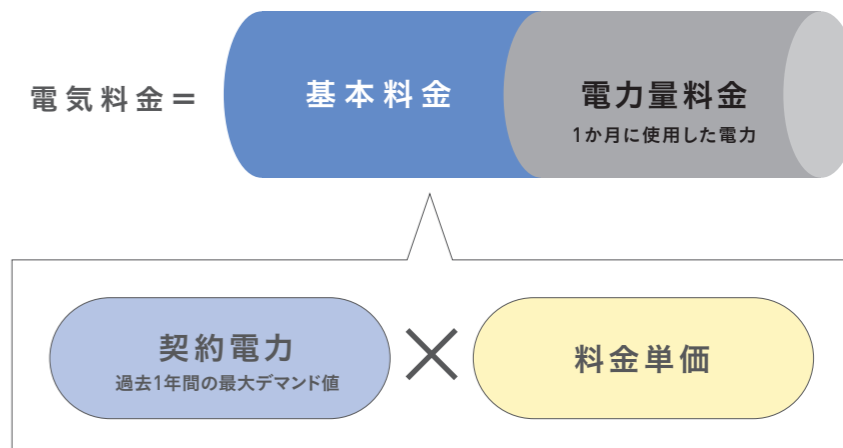 電気料金＝
基本料金
電力量料金
1か月に使用した電力
契約電力
過去1年間の最大デマンド値
×
料金単価